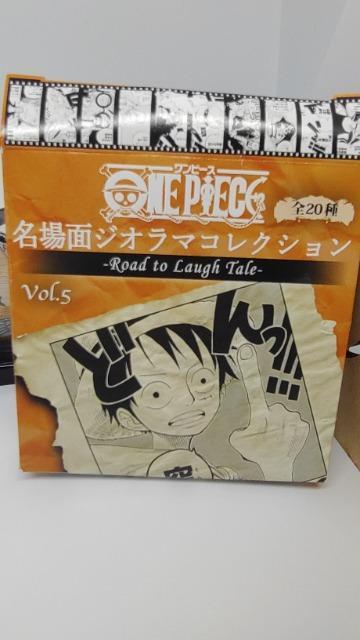 ワンピース
ONE PIECE
全20種
名場面ジオラマコレクション
-Road to Laugh Tale-
Vol.5
どんっ!!!